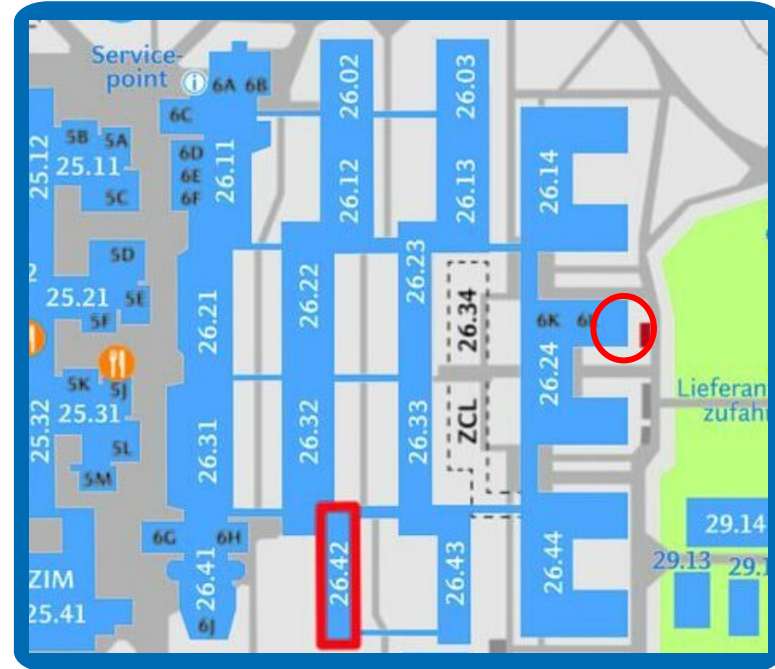 Service-
point
i
6A 6B
26.02
26.03
6C
5B
5A
25.12
25.11
6D
6E
6F
26.11
26.12
26.13
26.14
5C
5D
26.22
26.23
25.21
5E
5F
26.21
26.34
6K
26.24
5K
5J
Lieferan
zufah
25.32
25.31
5L
5M
26.31
26.32
26.33
ZCL
6G
6H
29.14
ZIM
25.41
26.41
6J
26.42
26.43
26.44
29.13